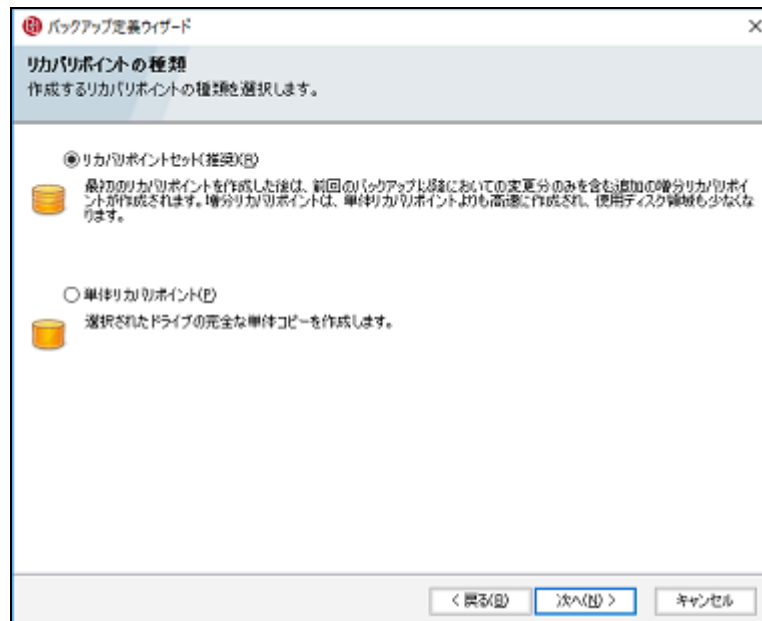 バックアップ定義ウィザード
リカバリポイントの種類
作成するリカバリポイントの種類を選択します。
リカバリポイントセット(推奨)(R)
最初のリカバリポイントを作成した後は、前回のバックアップ以降においての変更分のみを含む追加の増分リカバリポイ
ントが作成されます。増分リカバリポイントは、単体リカバリポイントよりも高速に作成され、使用ディスク領域も少なくな
ります。
単体リカバリポイント(P)
選択されたドライブの完全な単体コピーを作成します。
< 戻る(B)
次へ(N) >
キャンセル